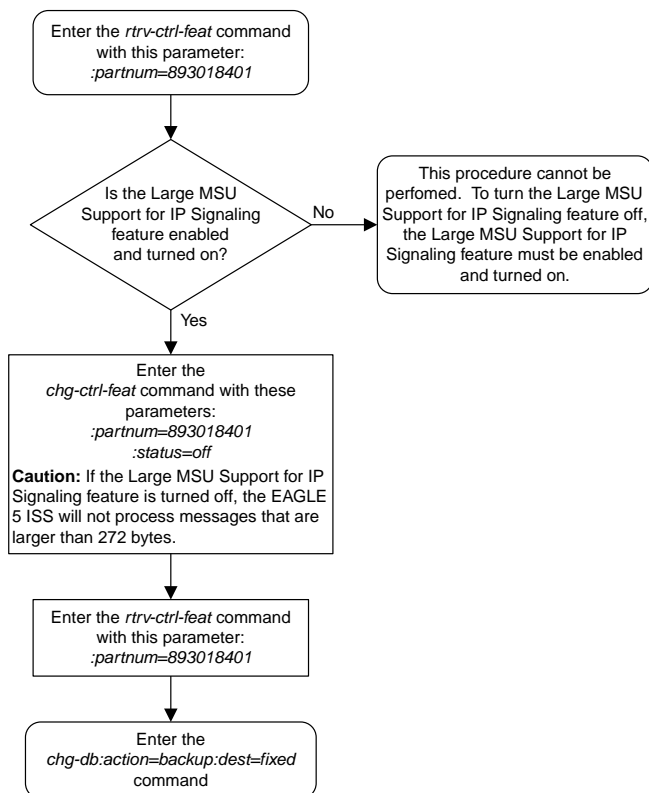 Enter the rtrv-ctrl-feat command
with this parameter:
:partnum=893018401
Is the Large MSU
Support for IP Signaling
feature enabled
and turned on?
No
This procedure cannot be
perfomed. To turn the Large MSU
Support for IP Signaling feature off,
the Large MSU Support for IP
Signaling feature must be enabled
and turned on.
Yes
Enter the
chg-ctrl-feat command with these
parameters:
:partnum=893018401
:status=off
Caution: If the Large MSU Support for IP
Signaling feature is turned off, the EAGLE
5 ISS will not process messages that are
larger than 272 bytes.
Enter the rtrv-ctrl-feat command
with this parameter:
:partnum=893018401
Enter the
chg-db:action=backup:dest=fixed
command